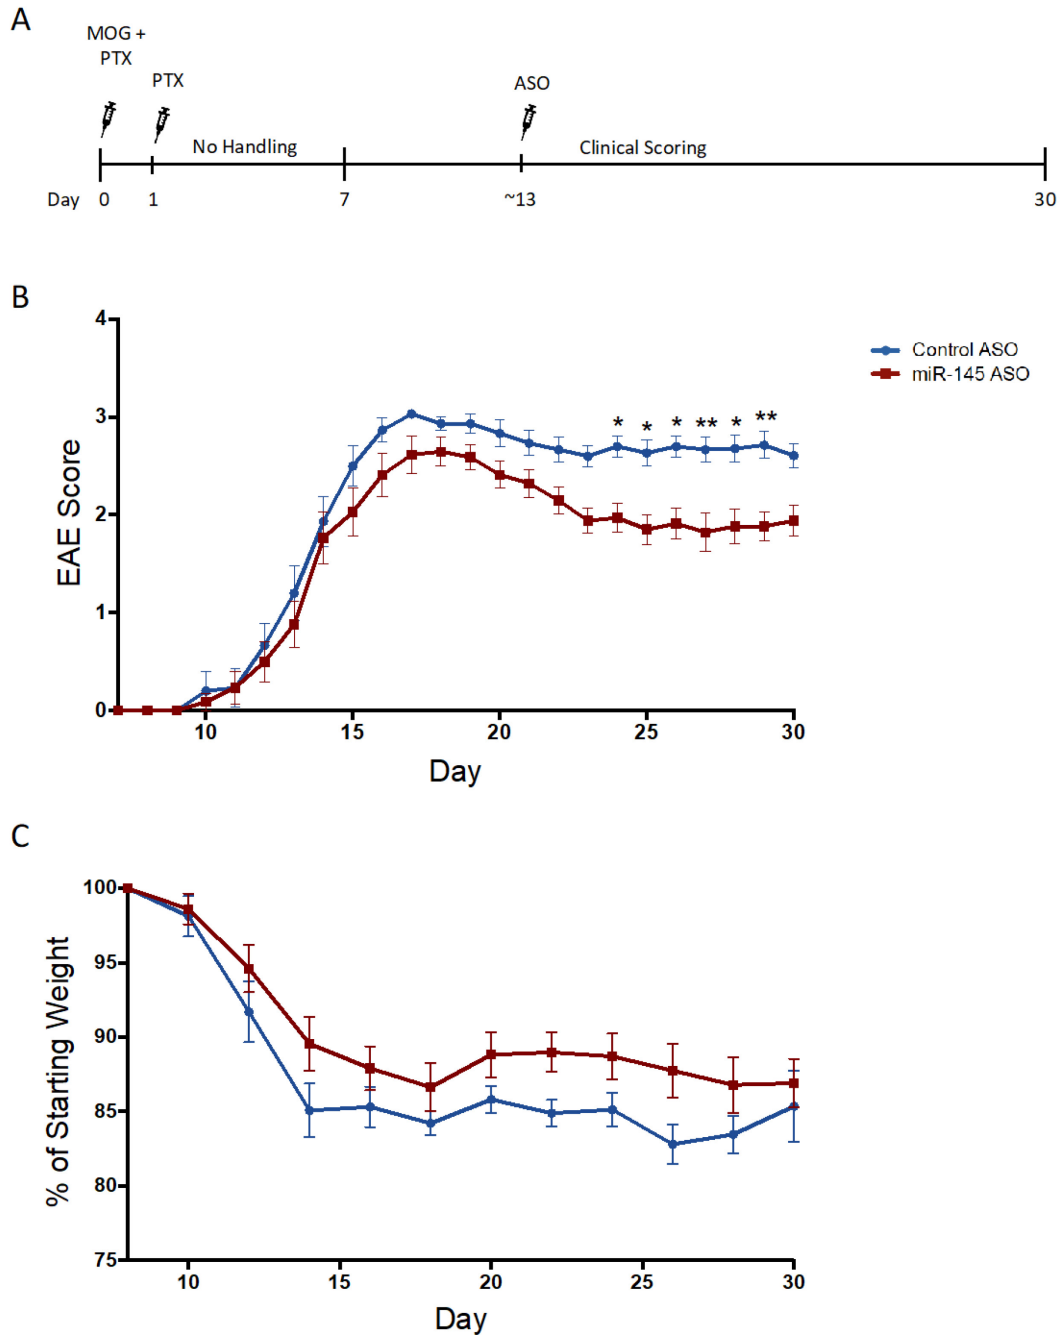 A
MOG +
PTX
PTX
ASO
No Handling
Clinical Scoring
Day 0 1 7 ~13 30
B
4
3
2
1
0
EAE Score
* * * ** * **
Control ASO
miR-145 ASO
10 15 20 25 30
Day
C
100
95
90
85
80
75
% of Starting Weight
10 15 20 25 30
Day